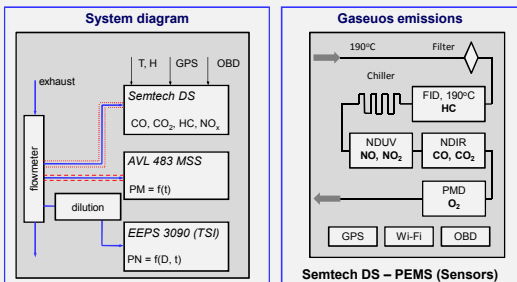 System diagram
T, H GPS OBD
exhaust
Semtech DS
CO, CO₂, HC, NOₓ
flowmeter
AVL 483 MSS
PM = f(t)
dilution
EEPS 3090 (TSI)
PN = f(D, t)
Gaseuos emissions
190ºC
Filter
Chiller
FID, 190ºC
HC
NDUV
NO, NO₂
NDIR
CO, CO₂
PMD
O₂
GPS
Wi-Fi
OBD
Semtech DS – PEMS (Sensors)